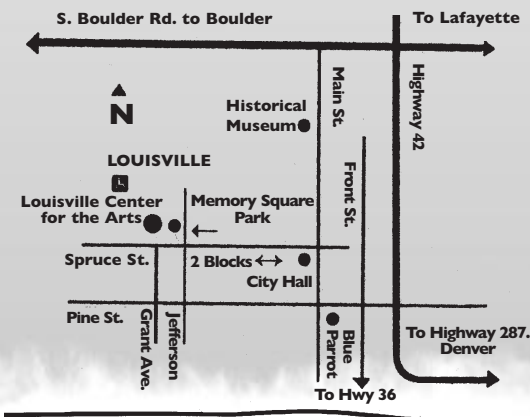 S. Boulder Rd. to Boulder
To Lafayette
Highway 42
Main St.
N
Historical
Museum
Front St.
LOUISVILLE
L
Louisville Center
for the Arts
Memory Square
Park
Spruce St.
2 Blocks
City Hall
Pine St.
Grant Ave.
Jefferson
Blue
Parrot
To Highway 287.
Denver
To Hwy 36